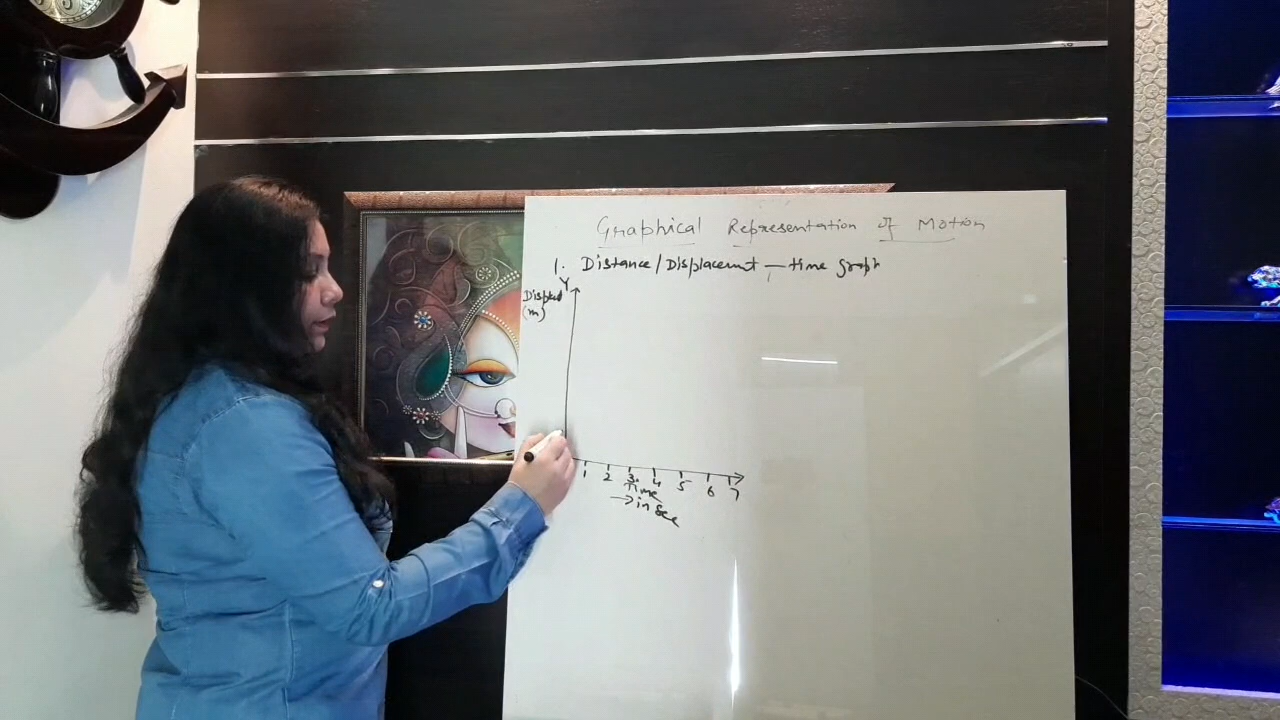 Graphical Representation of Motion
1. Distance/Displacement – time graph
Y
(m)
1 2 3 4 5 6 7
Time
→ in Sec